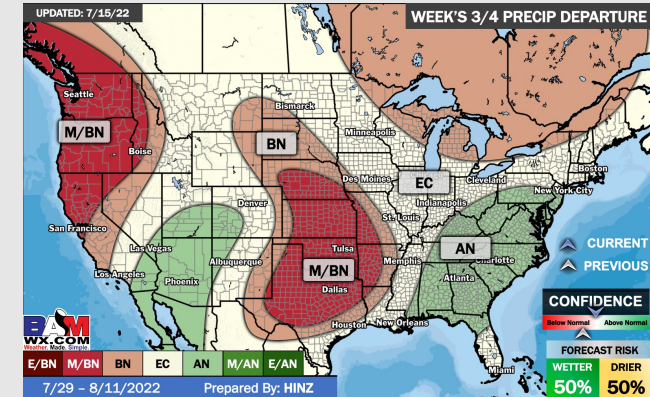 UPDATED: 7/15/22
WEEK'S 3/4 PRECIP DEPARTURE
Seattle
M/BN
Boise
Bismarck
BN
Minneapolis
Des Moines
EC
Cleveland
Boston
New York City
Indianapolis
Denver
St. Louis
San Francisco
Las Vegas
Los Angeles
Phoenix
Albuquerque
Tulsa
M/BN
Dallas
Memphis
AN
Charlotte
Atlanta
Houston
New Orleans
Miami
CURRENT
PREVIOUS
CONFIDENCE
Below Normal Above Normal
FORECAST RISK
WETTER DRIER
50% 50%
BAM
WX.COM
Weather. Made. Simple.
E/BN M/BN BN EC AN M/AN E/AN
7/29 – 8/11/2022 Prepared By: HINZ